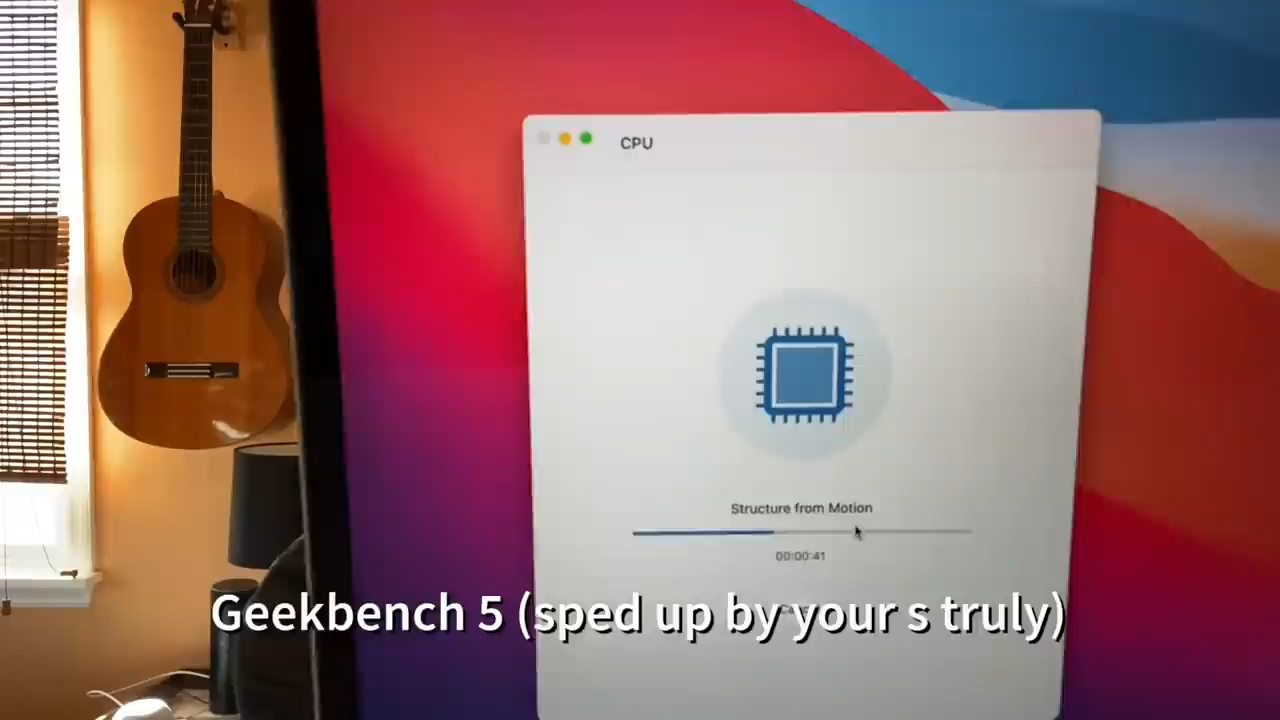 CPU
Structure from Motion
00:00:41
Geekbench 5 (sped up by your s truly)